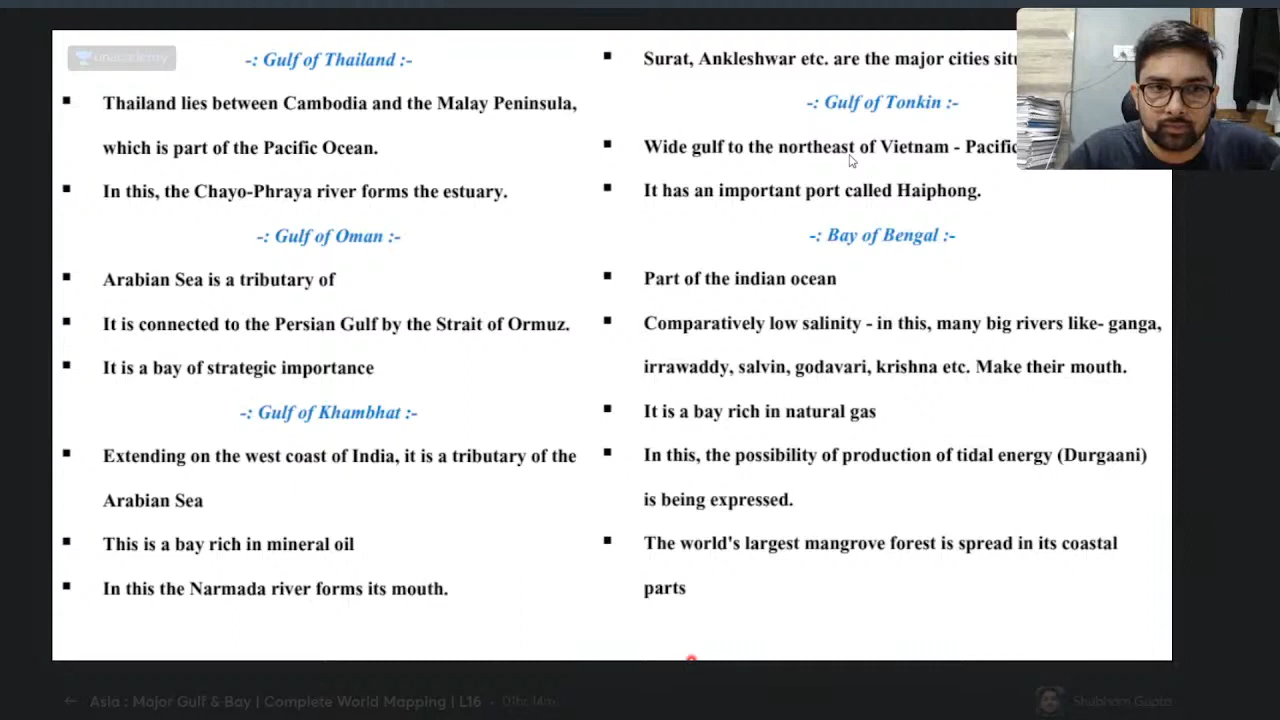 unacademy
-: Gulf of Thailand :-
Thailand lies between Cambodia and the Malay Peninsula,
which is part of the Pacific Ocean.
In this, the Chayo-Phraya river forms the estuary.
-: Gulf of Oman :-
Arabian Sea is a tributary of
It is connected to the Persian Gulf by the Strait of Ormuz.
It is a bay of strategic importance
-: Gulf of Khambhat :-
Extending on the west coast of India, it is a tributary of the
Arabian Sea
This is a bay rich in mineral oil
In this the Narmada river forms its mouth.
Surat, Ankleshwar etc. are the major cities
-: Gulf of Tonkin :-
Wide gulf to the northeast of Vietnam - Pacific
It has an important port called Haiphong.
-: Bay of Bengal :-
Part of the indian ocean
Comparatively low salinity - in this, many big rivers like- ganga,
irrawaddy, salvin, godavari, krishna etc. Make their mouth.
It is a bay rich in natural gas
In this, the possibility of production of tidal energy (Durgaani)
is being expressed.
The world's largest mangrove forest is spread in its coastal
parts
Asia : Major Gulf & Bay | Complete World Mapping | L16 • 01hr 14m
Shubham Gupta